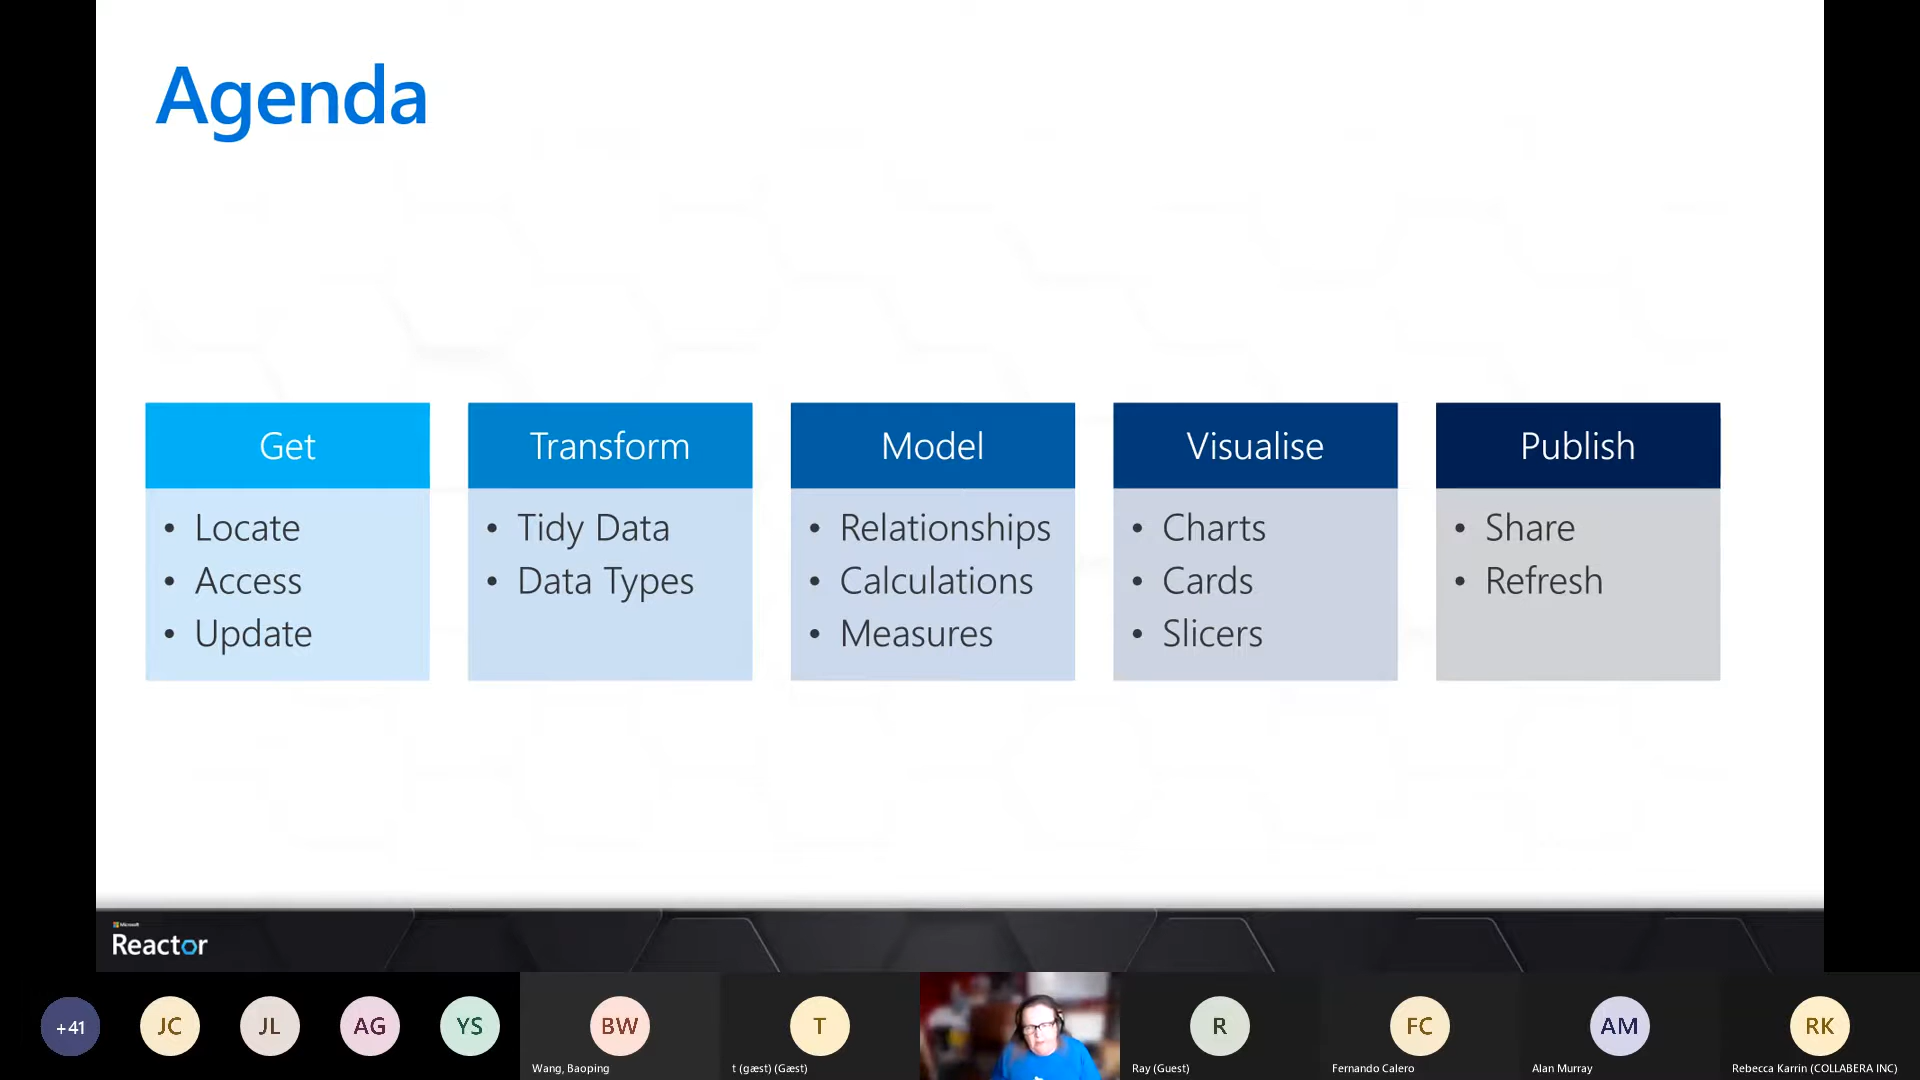 Agenda
Get
• Locate
• Access
• Update
Transform
• Tidy Data
• Data Types
Model
• Relationships
• Calculations
• Measures
Visualise
• Charts
• Cards
• Slicers
Publish
• Share
• Refresh
Microsoft
Reactor
+41
JC
JL
AG
YS
BW
Wang, Baoping
T
t (gæst) (Gæst)
R
Ray (Guest)
FC
Fernando Calero
AM
Alan Murray
RK
Rebecca Karrin (COLLABERA INC)